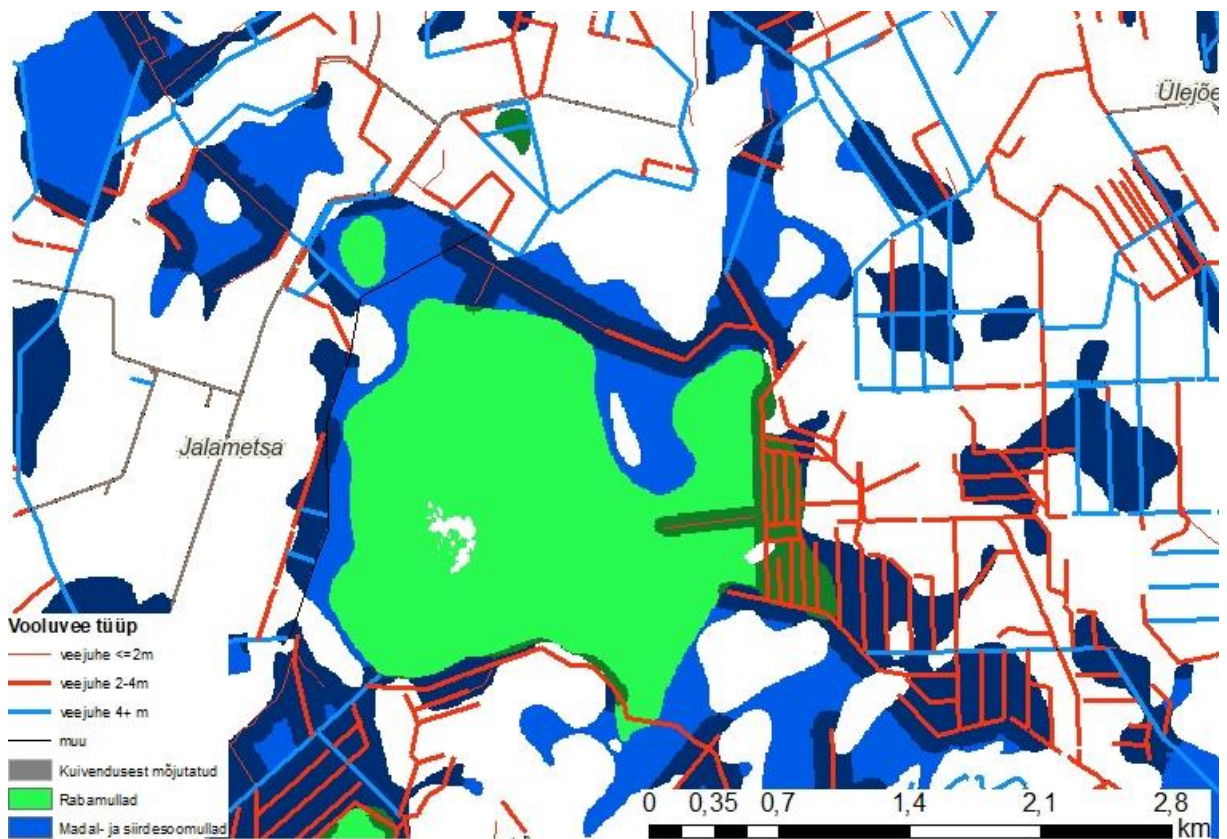 Ülejõe
Jalametsa
Vooluvee tüüp
veejuhe <=2m
veejuhe 2-4m
veejuhe 4+ m
muu
Kuivendusest mõjutatud
Rabamullad
Madal- ja siirdesoomullad
0 0,35 0,7 1,4 2,1 2,8
km